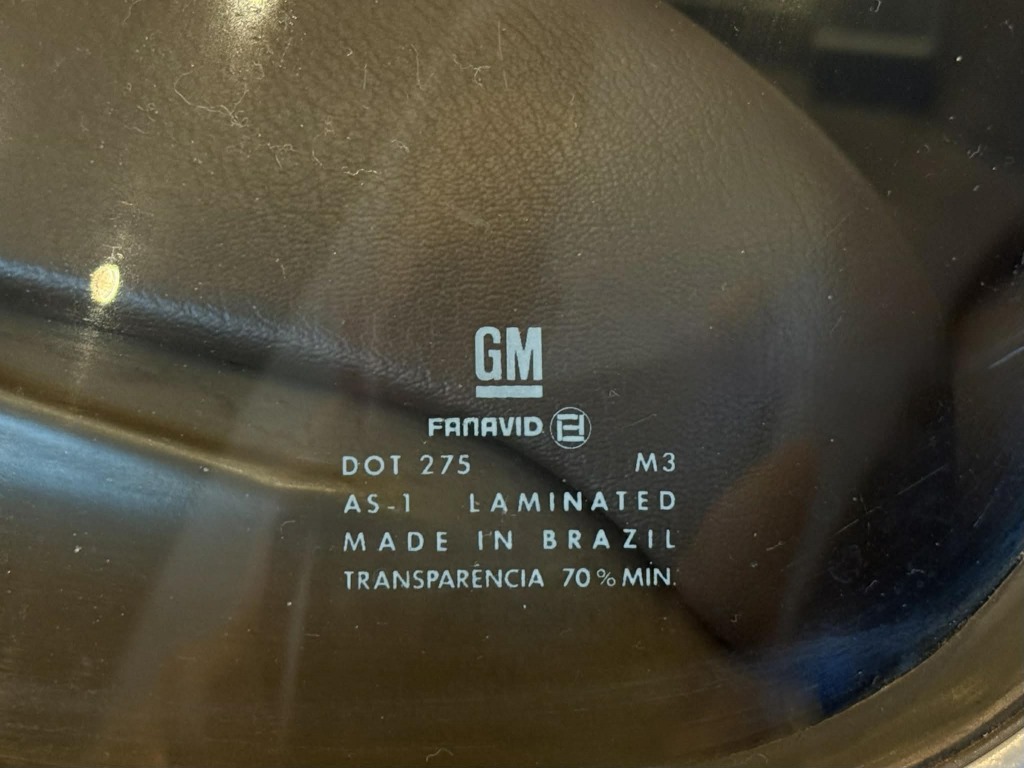 GM
FANAVID
DOT 275 M3
AS-1 LAMINATED
MADE IN BRAZIL
TRANSPARÊNCIA 70% MIN.